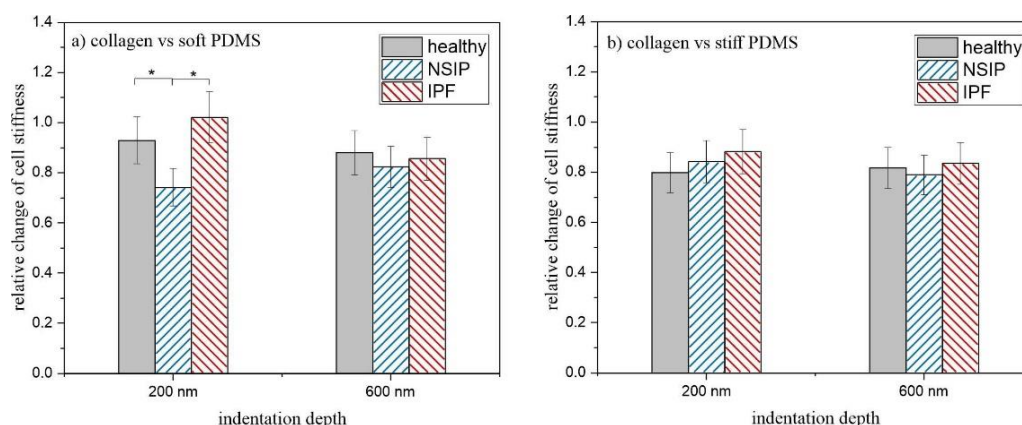 a) collagen vs soft PDMS
healthy
NSIP
IPF
* *
relative change of cell stiffness
1.4
1.2
1.0
0.8
0.6
0.4
0.2
0.0
200 nm
600 nm
indentation depth
b) collagen vs stiff PDMS
healthy
NSIP
IPF
relative change of cell stiffness
1.4
1.2
1.0
0.8
0.6
0.4
0.2
0.0
200 nm
600 nm
indentation depth